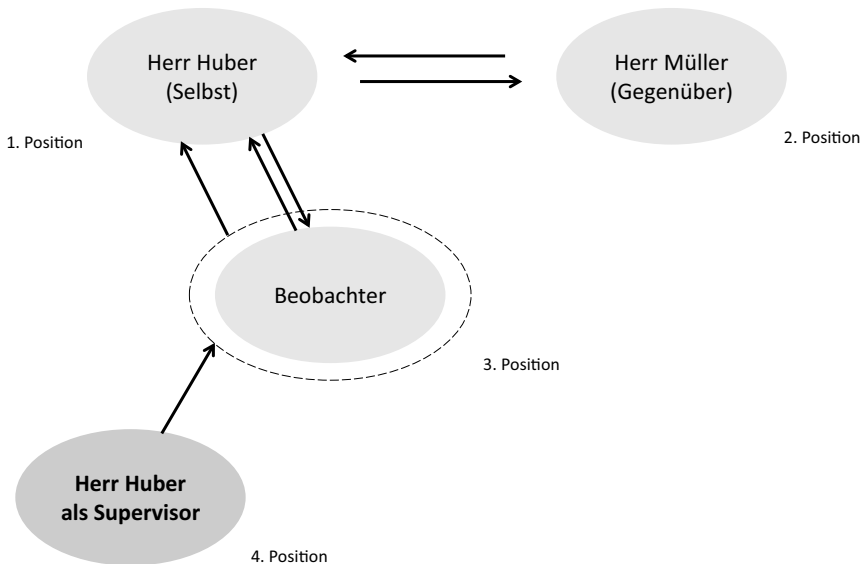 Herr Huber
(Selbst)
Herr Müller
(Gegenüber)
1. Position
2. Position
Beobachter
3. Position
Herr Huber
als Supervisor
4. Position